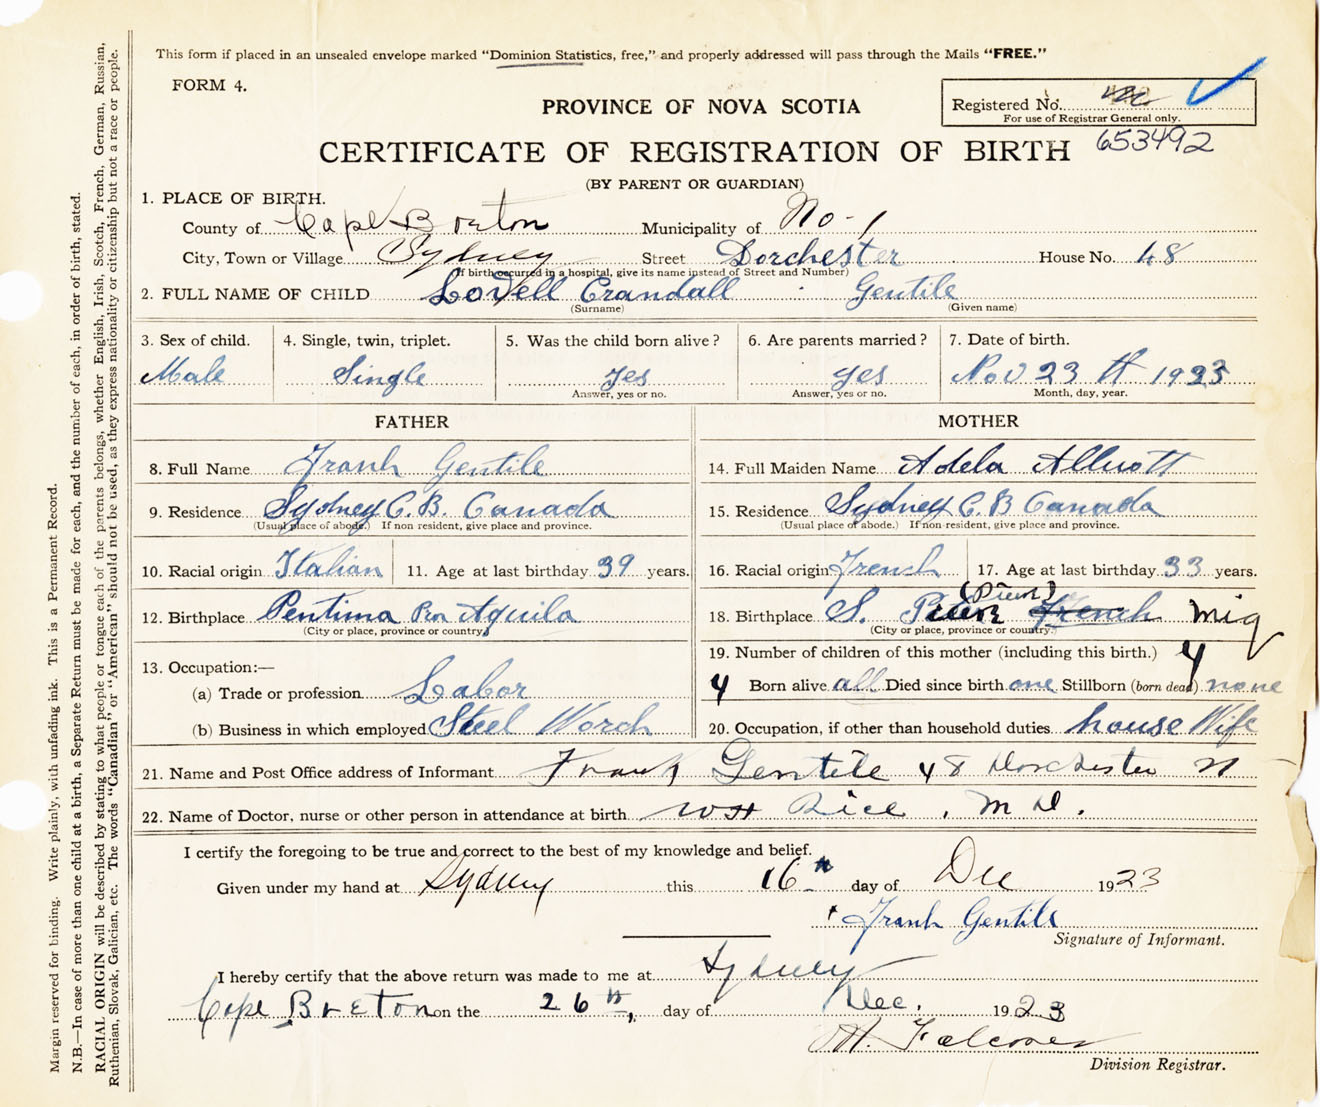 This form if placed in an unsealed envelope marked "Dominion Statistics, free," and properly addressed will pass through the Mails "FREE."
FORM 4.
PROVINCE OF NOVA SCOTIA
Registered No.
For use of Registrar General only.
653492
CERTIFICATE OF REGISTRATION OF BIRTH
(BY PARENT OR GUARDIAN)
1. PLACE OF BIRTH.
County of Cape Breton Municipality of No-1
City, Town or Village Sydney Street Dorchester House No. 48
(If birth occurred in a hospital, give its name instead of Street and Number)
2. FULL NAME OF CHILD Lovell Crandall Gentile
(Surname) (Given name)
3. Sex of child. 4. Single, twin, triplet. 5. Was the child born alive? 6. Are parents married? 7. Date of birth.
Male Single yes yes Nov 23 th 1923
Answer, yes or no. Answer, yes or no. Month, day, year.
FATHER MOTHER
8. Full Name Frank Gentile 14. Full Maiden Name Adela
9. Residence Sydney C.B. Canada 15. Residence Sydney C.B Canada
(Usual place of abode.) If non resident, give place and province. (Usual place of abode.) If non-resident, give place and province.
10. Racial origin Italian 11. Age at last birthday 39 years. 16. Racial origin French 17. Age at last birthday 33 years.
(Pierre)
12. Birthplace Pentima Aquila 18. Birthplace S. French Miq
(City or place, province or country) (City or place, province or country.)
13. Occupation:— 19. Number of children of this mother (including this birth.) 4
(a) Trade or profession Labor 4 Born alive all Died since birth one Stillborn (born dead) none
(b) Business in which employed Steel Worch 20. Occupation, if other than household duties house Wife
21. Name and Post Office address of Informant Frank Gentile 48 Dorchester St
22. Name of Doctor, nurse or other person in attendance at birth WH Rice, M D.
I certify the foregoing to be true and correct to the best of my knowledge and belief.
Given under my hand at Sydney this 16th day of Dec 1923
Frank Gentile
Signature of Informant.
I hereby certify that the above return was made to me at Sydney
Cape Breton on the 26th, day of Dec. 1923
Division Registrar.
Margin reserved for binding. Write plainly, with unfading ink. This is a Permanent Record.
N.B.—In case of more than one child at a birth, a Separate Return must be made for each, and the number of each, in order of birth, stated.
RACIAL ORIGIN will be described by stating to what people or tongue each of the parents belongs, whether English, Irish, Scotch, French, German, Russian,
Ruthenian, Slovak, Galician, etc. The words "Canadian" or "American" should not be used, as they express nationality or citizenship but not a race or people.